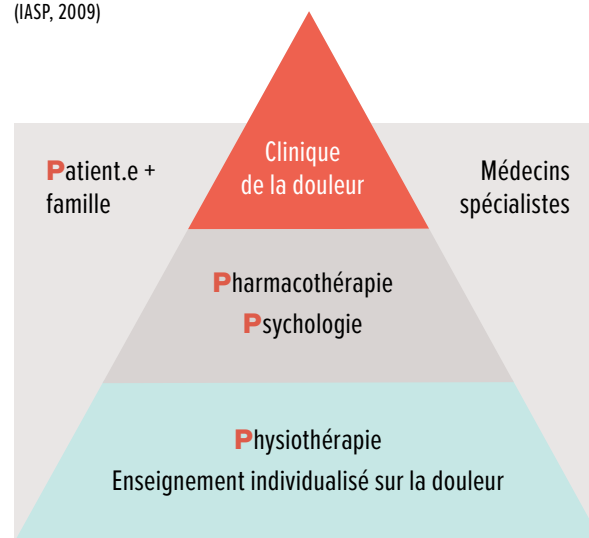 (IASP, 2009)
Clinique
de la douleur
Patient.e +
famille
Médecins
spécialistes
Pharmacothérapie
Psychologie
Physiothérapie
Enseignement individualisé sur la douleur